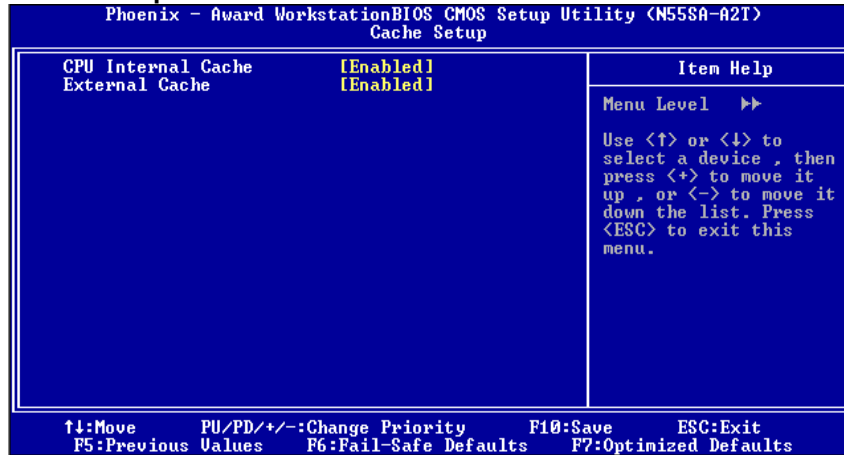 Phoenix - Award WorkstationBIOS CMOS Setup Utility <N55SA-A2T>
Cache Setup
CPU Internal Cache [Enabled]
External Cache [Enabled]
Item Help
Menu Level ▶▶
Use <↑> or <↓> to
select a device , then
press <+> to move it
up , or <-> to move it
down the list. Press
<ESC> to exit this
menu.
↑↓:Move PU/PD/+/-:Change Priority F10:Save ESC:Exit
F5:Previous Values F6:Fail-Safe Defaults F7:Optimized Defaults